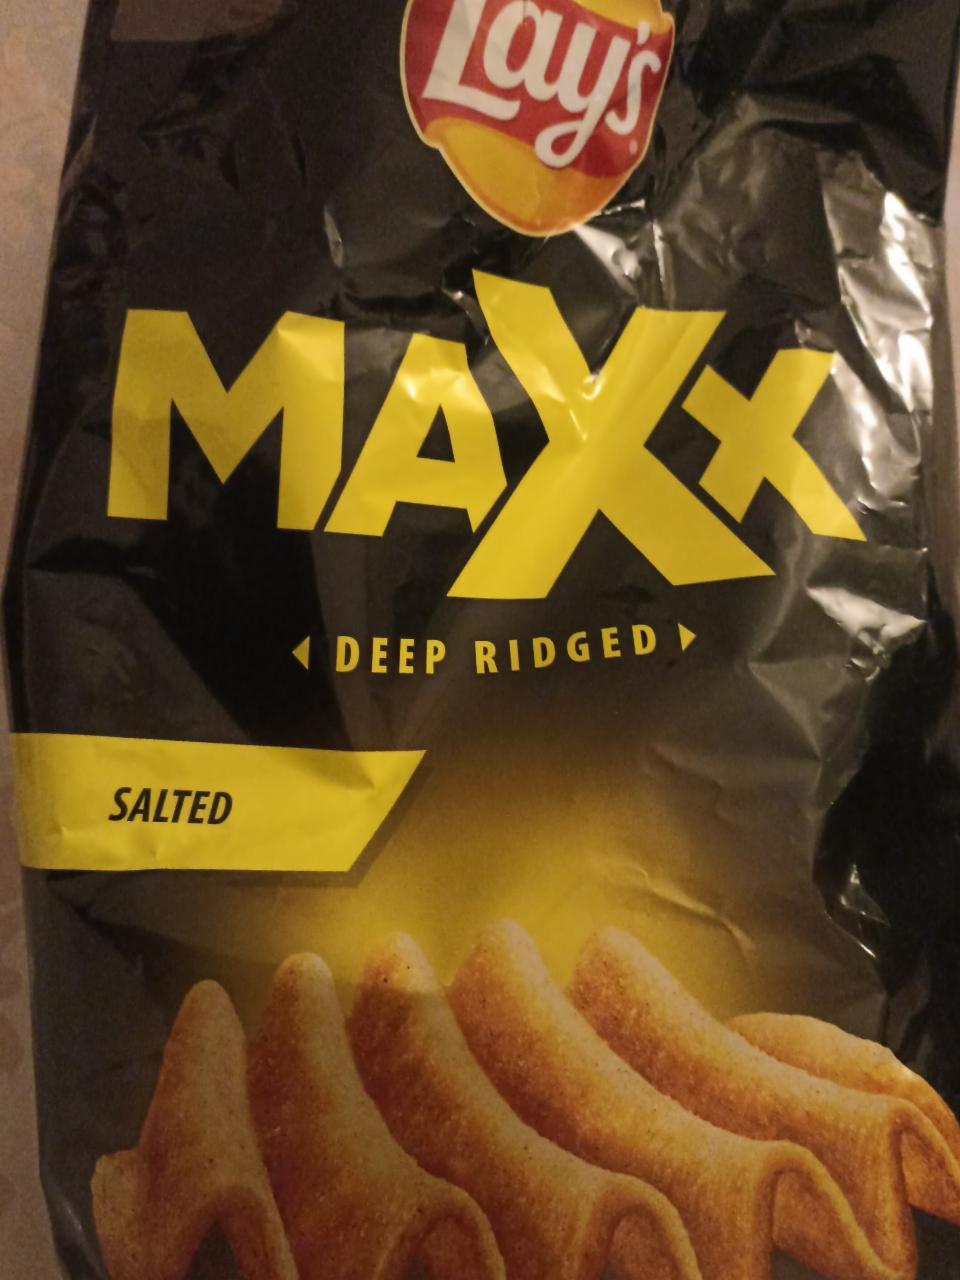 Lay's
MAXX
DEEP RIDGED
SALTED